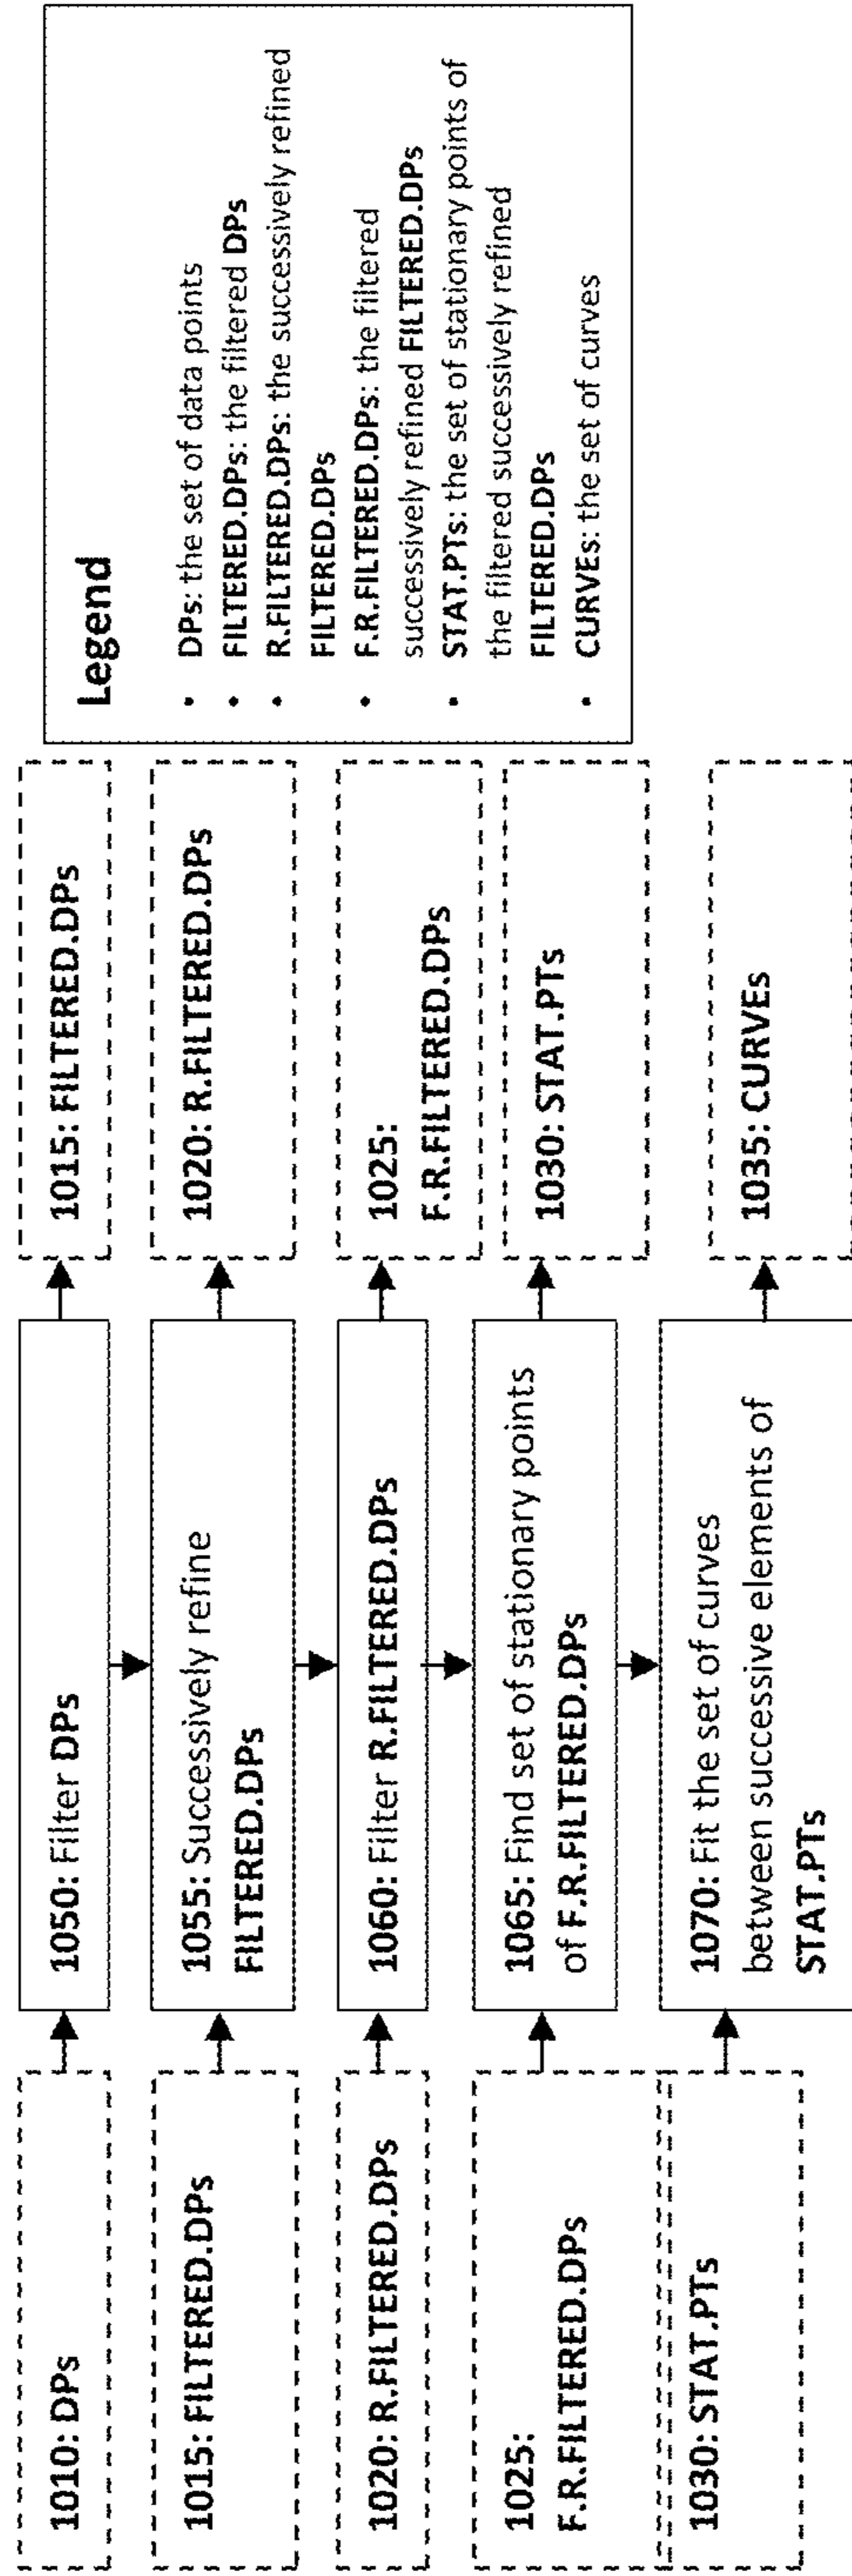 1010: DPs
1050: Filter DPs
1015: FILTERED.DPs
1015: FILTERED.DPs
1055: Successively refine
FILTERED.DPs
1020: R.FILTERED.DPs
1020: R.FILTERED.DPs
1060: Filter R.FILTERED.DPs
1025:
F.R.FILTERED.DPs
1025:
F.R.FILTERED.DPs
1065: Find set of stationary points
of F.R.FILTERED.DPs
1030: STAT.PTs
1030: STAT.PTs
1070: Fit the set of curves
between successive elements of
STAT.PTs
1035: CURVEs
Legend
• DPs: the set of data points
• FILTERED.DPs: the filtered DPs
• R.FILTERED.DPs: the successively refined
FILTERED.DPs
• F.R.FILTERED.DPs: the filtered
successively refined FILTERED.DPs
• STAT.PTs: the set of stationary points of
the filtered successively refined
FILTERED.DPs
• CURVEs: the set of curves